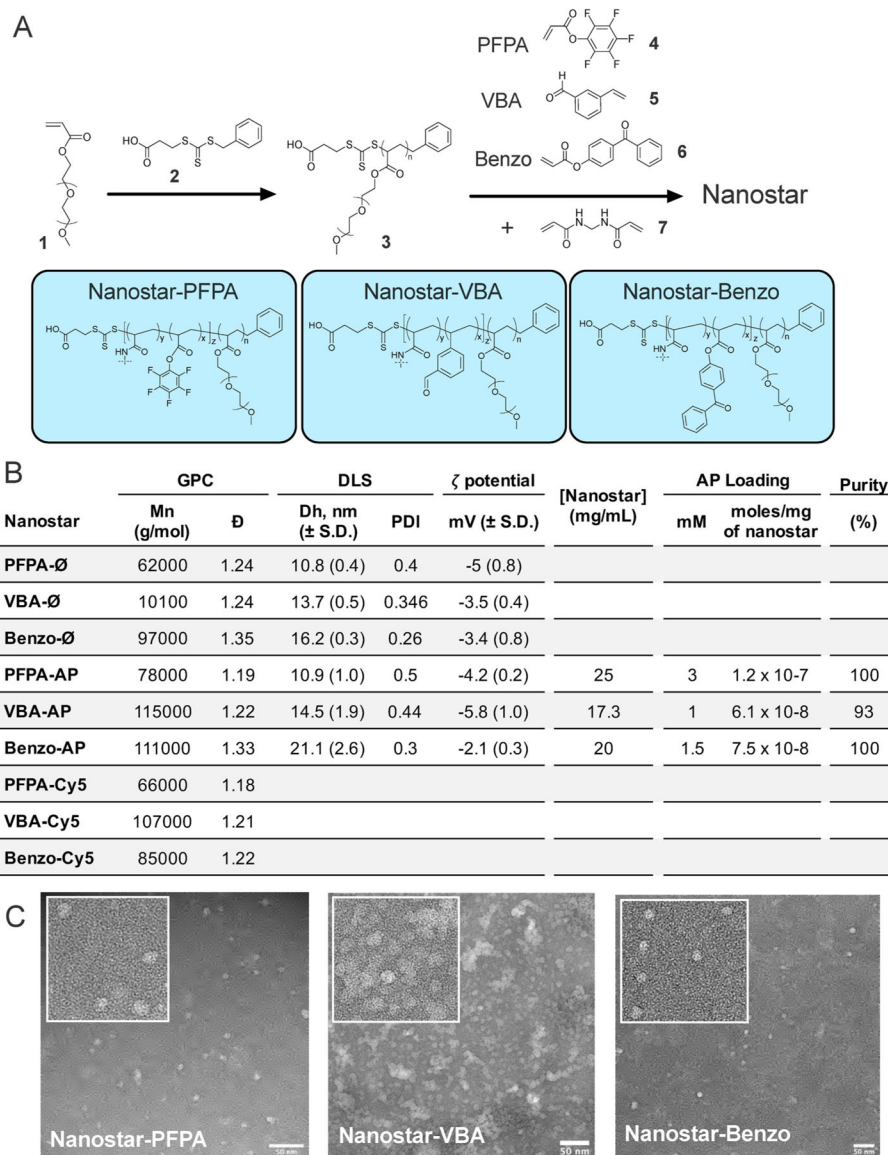 A
PFPA
O
O
F
F
F
F
F
4
VBA
H
O
5
Benzo
O
O
O
6
+
O
H
N
H
N
O
7
Nanostar
O
O
O
O
1
HO
O
S
S
S
2
HO
O
S
S
S
n
O
O
O
O
3
Nanostar-PFPA
HO
O
S
S
S
y
x
z
n
HN
O
O
O
F
F
F
F
F
O
O
O
O
Nanostar-VBA
HO
O
S
S
S
y
x
z
n
HN
O
O
O
O
O
O
Nanostar-Benzo
HO
O
S
S
S
y
x
z
n
HN
O
O
O
O
O
O
O
O
B
GPC DLS ζ potential [Nanostar] (mg/mL) AP Loading Purity
Nanostar Mn (g/mol) Đ Dh, nm (± S.D.) PDI mV (± S.D.) mM moles/mg of nanostar (%)
PFPA-Ø 62000 1.24 10.8 (0.4) 0.4 -5 (0.8)
VBA-Ø 10100 1.24 13.7 (0.5) 0.346 -3.5 (0.4)
Benzo-Ø 97000 1.35 16.2 (0.3) 0.26 -3.4 (0.8)
PFPA-AP 78000 1.19 10.9 (1.0) 0.5 -4.2 (0.2) 25 3 1.2 x 10-7 100
VBA-AP 115000 1.22 14.5 (1.9) 0.44 -5.8 (1.0) 17.3 1 6.1 x 10-8 93
Benzo-AP 111000 1.33 21.1 (2.6) 0.3 -2.1 (0.3) 20 1.5 7.5 x 10-8 100
PFPA-Cy5 66000 1.18
VBA-Cy5 107000 1.21
Benzo-Cy5 85000 1.22
C
Nanostar-PFPA 50 nm
Nanostar-VBA 50 nm
Nanostar-Benzo 50 nm